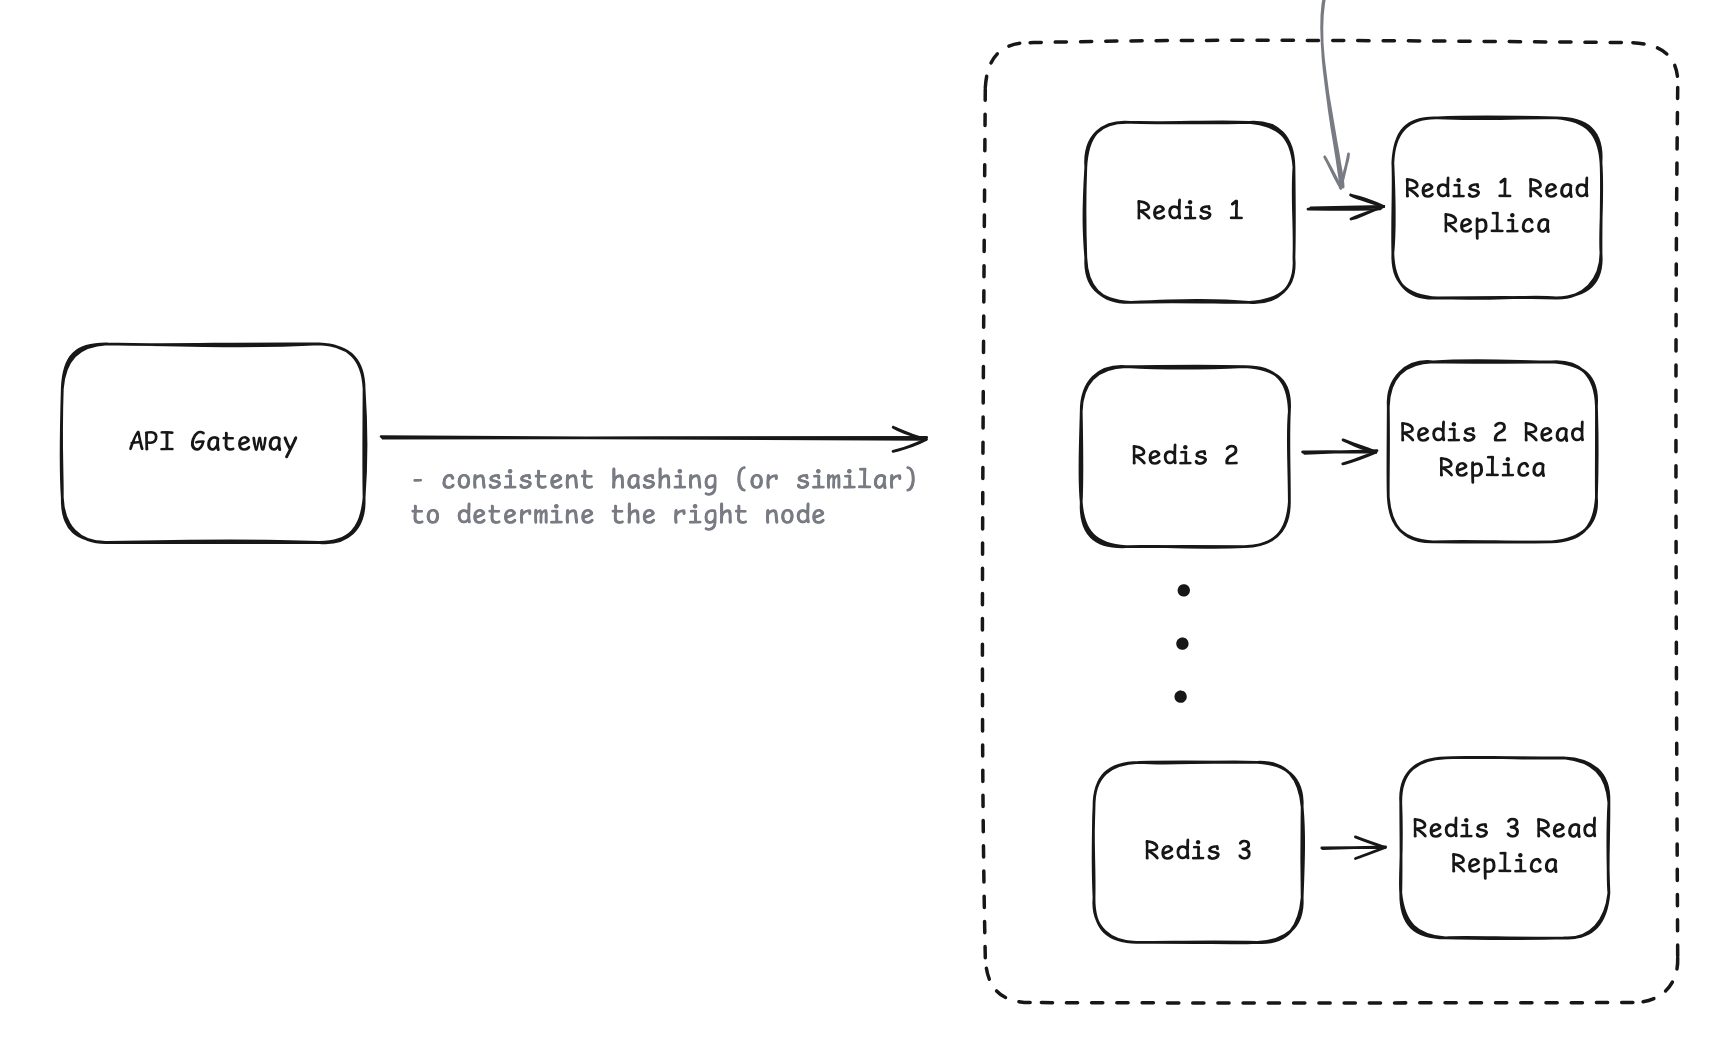 Redis 1
Redis 1 Read
Replica
API Gateway
- consistent hashing (or similar)
to determine the right node
Redis 2
Redis 2 Read
Replica
Redis 3
Redis 3 Read
Replica